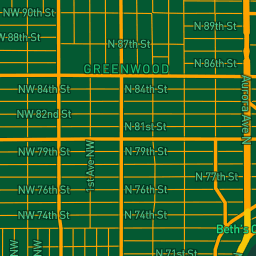 NW 90th St
N 89th St
NW 88th St
N 87th St
N 86th St
GREENWOOD
NW 84th St
N 84th St
Aurora Ave N
NW 82nd St
N 81st St
NW 79th St
N 79th St
1st Ave NW
N 77th St
NW 76th St
N 76th St
NW 74th St
N 74th St
Beth's C
N 71st St